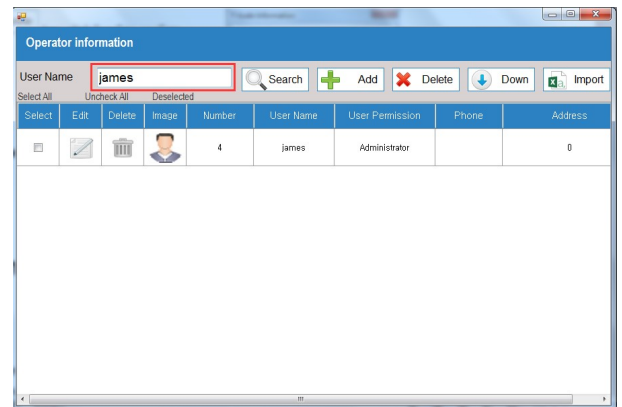 Operator information
User Name james Search Add Delete Down Import
Select All Uncheck All Deselected
Select Edit Delete Image Number User Name User Permission Phone Address
4 james Administrator 0